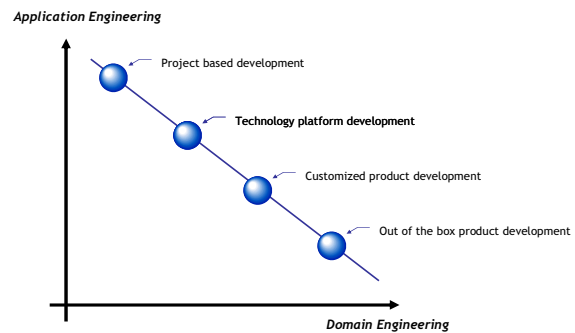 Application Engineering
Project based development
Technology platform development
Customized product development
Out of the box product development
Domain Engineering